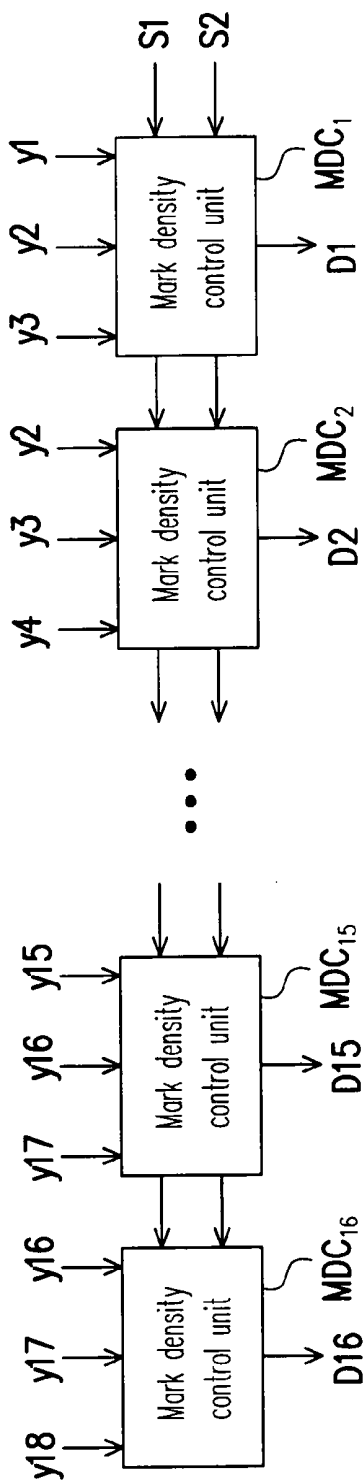 y18
y17
y16
y17
y16
y15
y4
y3
y2
y3
y2
y1
Mark density
control unit
Mark density
control unit
Mark density
control unit
Mark density
control unit
S1
S2
D16
MDC₁₆
D15
MDC₁₅
D2
MDC₂
D1
MDC₁